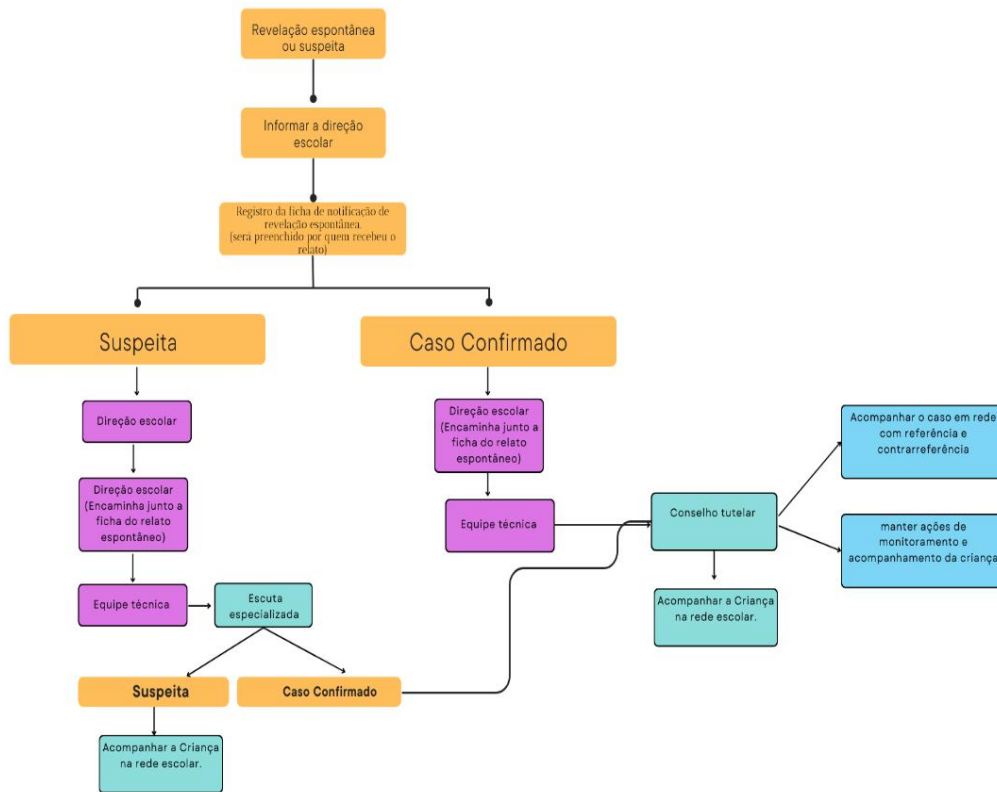 Revelação espontânea
ou suspeita
Informar a direção
escolar
Registro da ficha de notificação de
revelação espontânea.
(será preenchido por quem recebeu o
relato)
Suspeita
Caso Confirmado
Direção escolar
Direção escolar
(Encaminha junto a
ficha do relato
espontâneo)
Equipe técnica
Escuta
especializada
Suspeita
Caso Confirmado
Acompanhar a Criança
na rede escolar.
Direção escolar
(Encaminha junto a
ficha do relato
espontâneo)
Equipe técnica
Conselho tutelar
Acompanhar a Criança
na rede escolar.
Acompanhar o caso em rede
com referência e
contrarreferência
manter ações de
monitoramento e
acompanhamento da criança